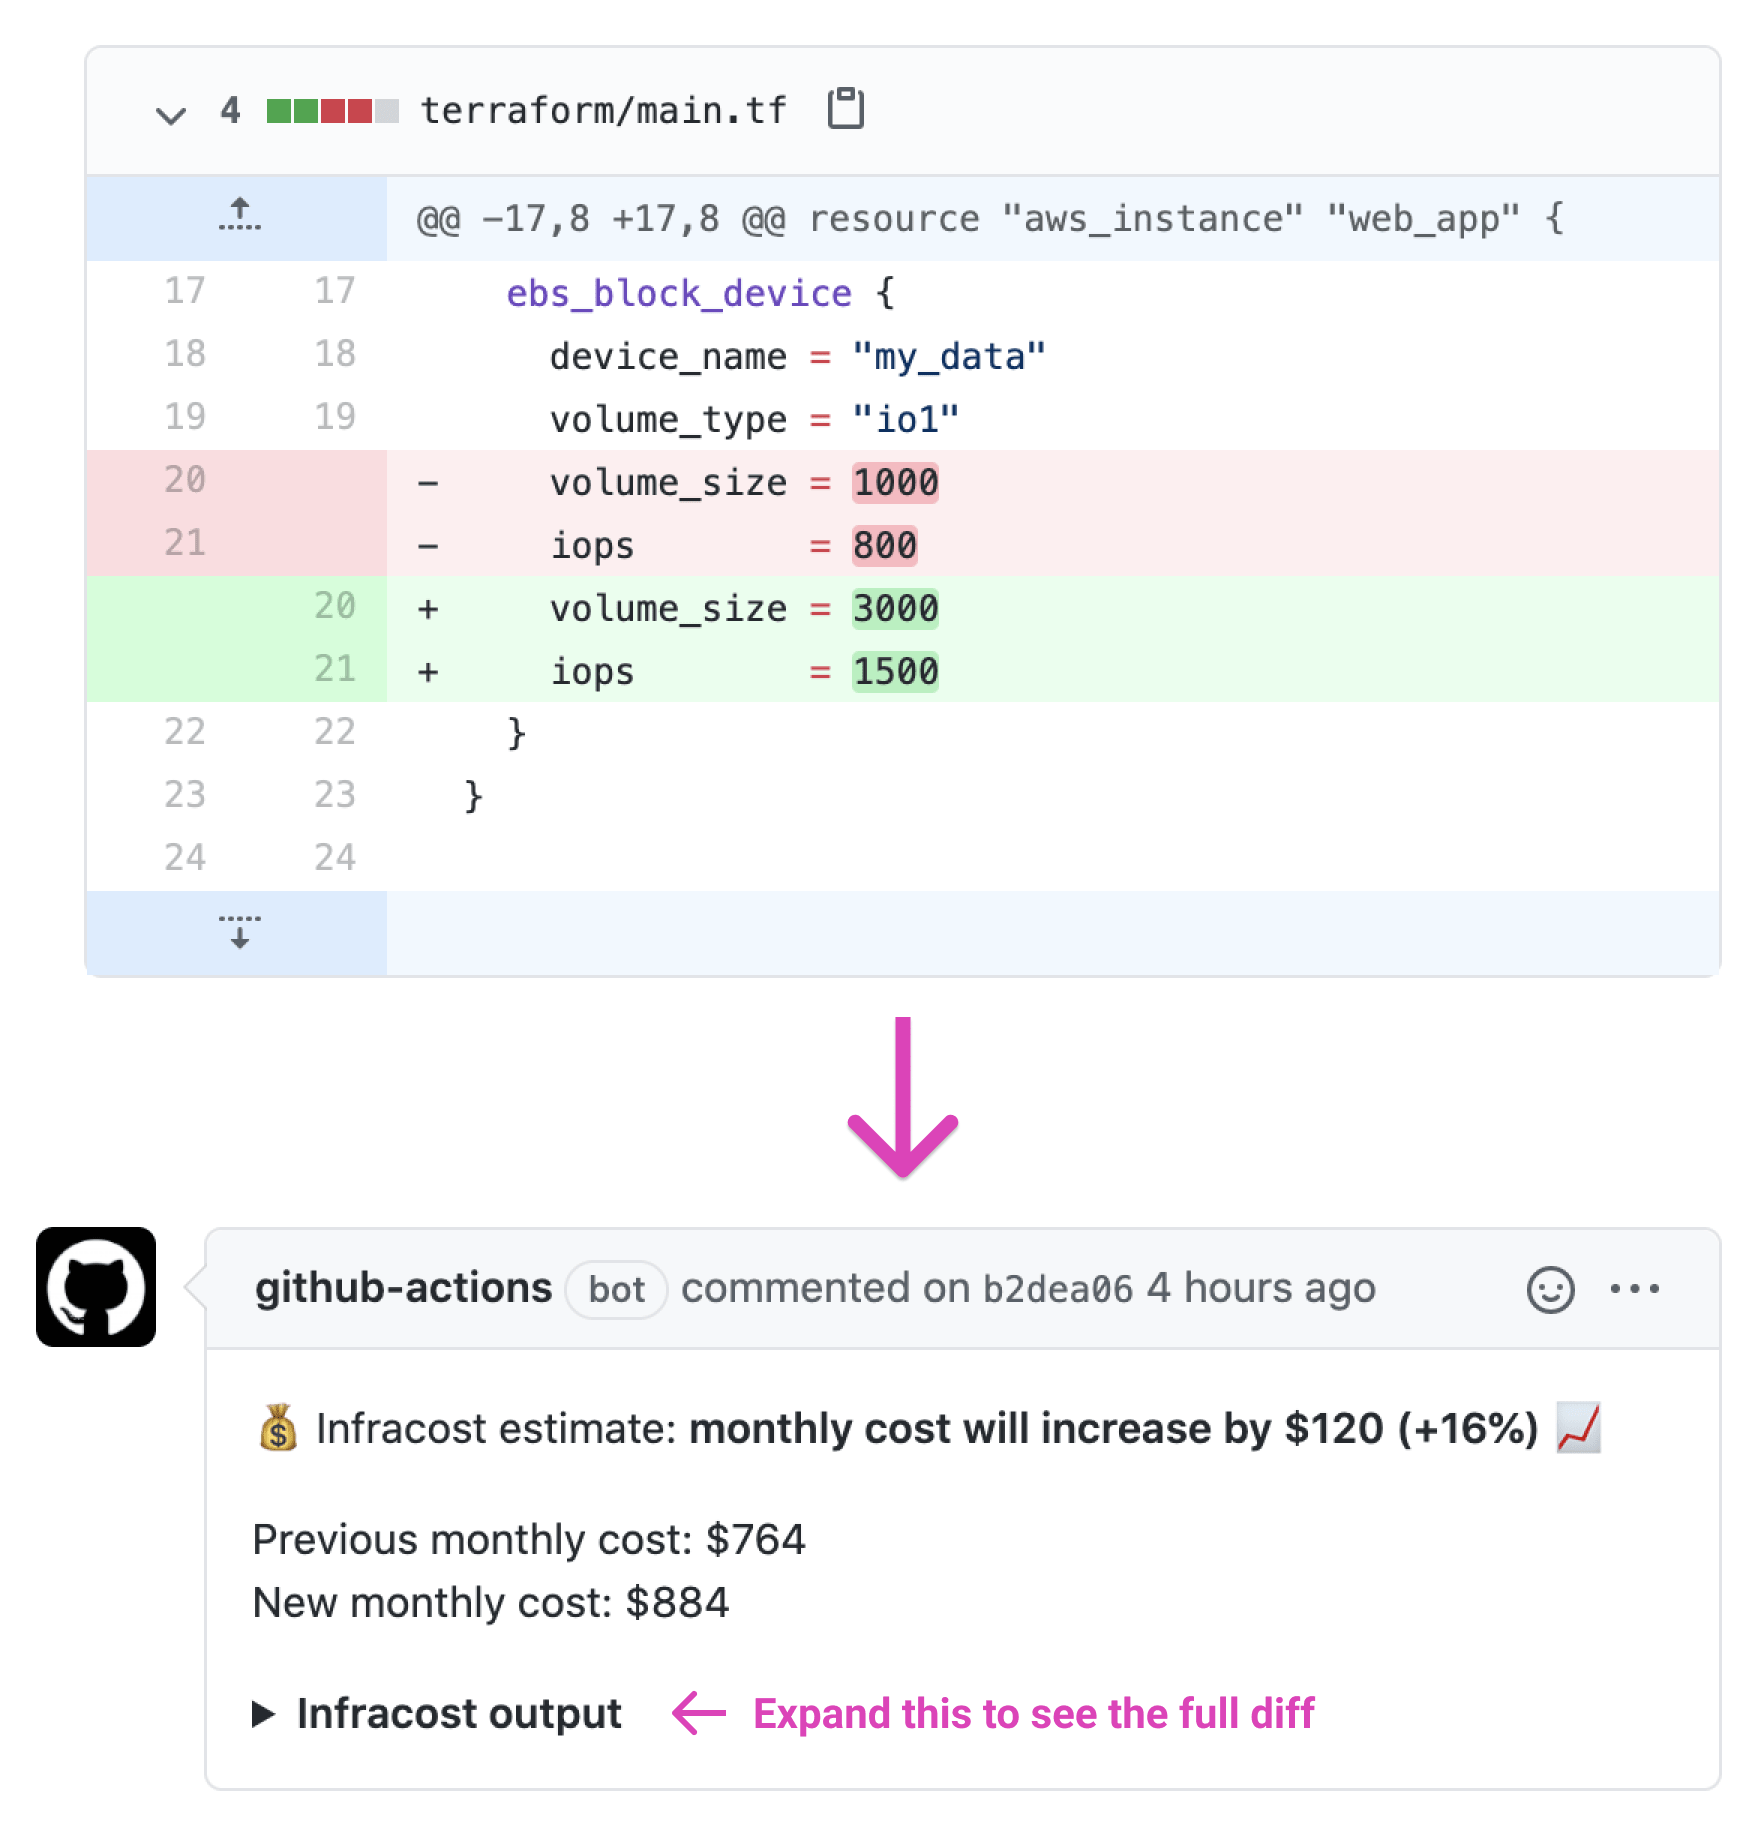 4 terraform/main.tf
@@ -17,8 +17,8 @@ resource "aws_instance" "web_app" {
17 17 ebs_block_device {
18 18 device_name = "my_data"
19 19 volume_type = "io1"
20 - volume_size = 1000
21 - iops = 800
20 + volume_size = 3000
21 + iops = 1500
22 22 }
23 23 }
24 24
github-actions bot commented on b2dea06 4 hours ago
💰 Infracost estimate: monthly cost will increase by $120 (+16%) 📈
Previous monthly cost: $764
New monthly cost: $884
▶ Infracost output ← Expand this to see the full diff